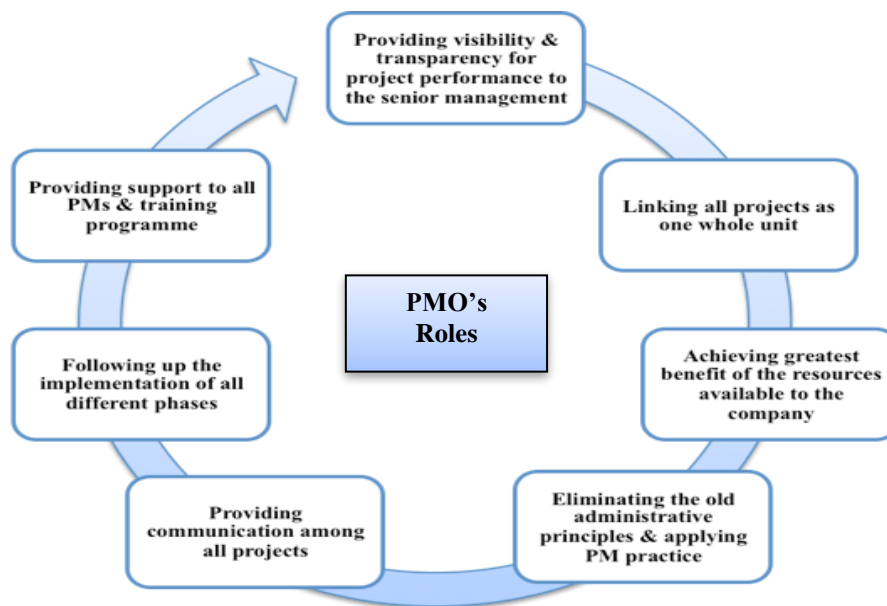 Providing visibility &
transparency for
project performance to
the senior management
Linking all projects as
one whole unit
Achieving greatest
benefit of the resources
available to the
company
Eliminating the old
administrative
principles & applying
PM practice
Providing
communication among
all projects
Following up the
implementation of all
different phases
Providing support to all
PMs & training
programme
PMO's
Roles